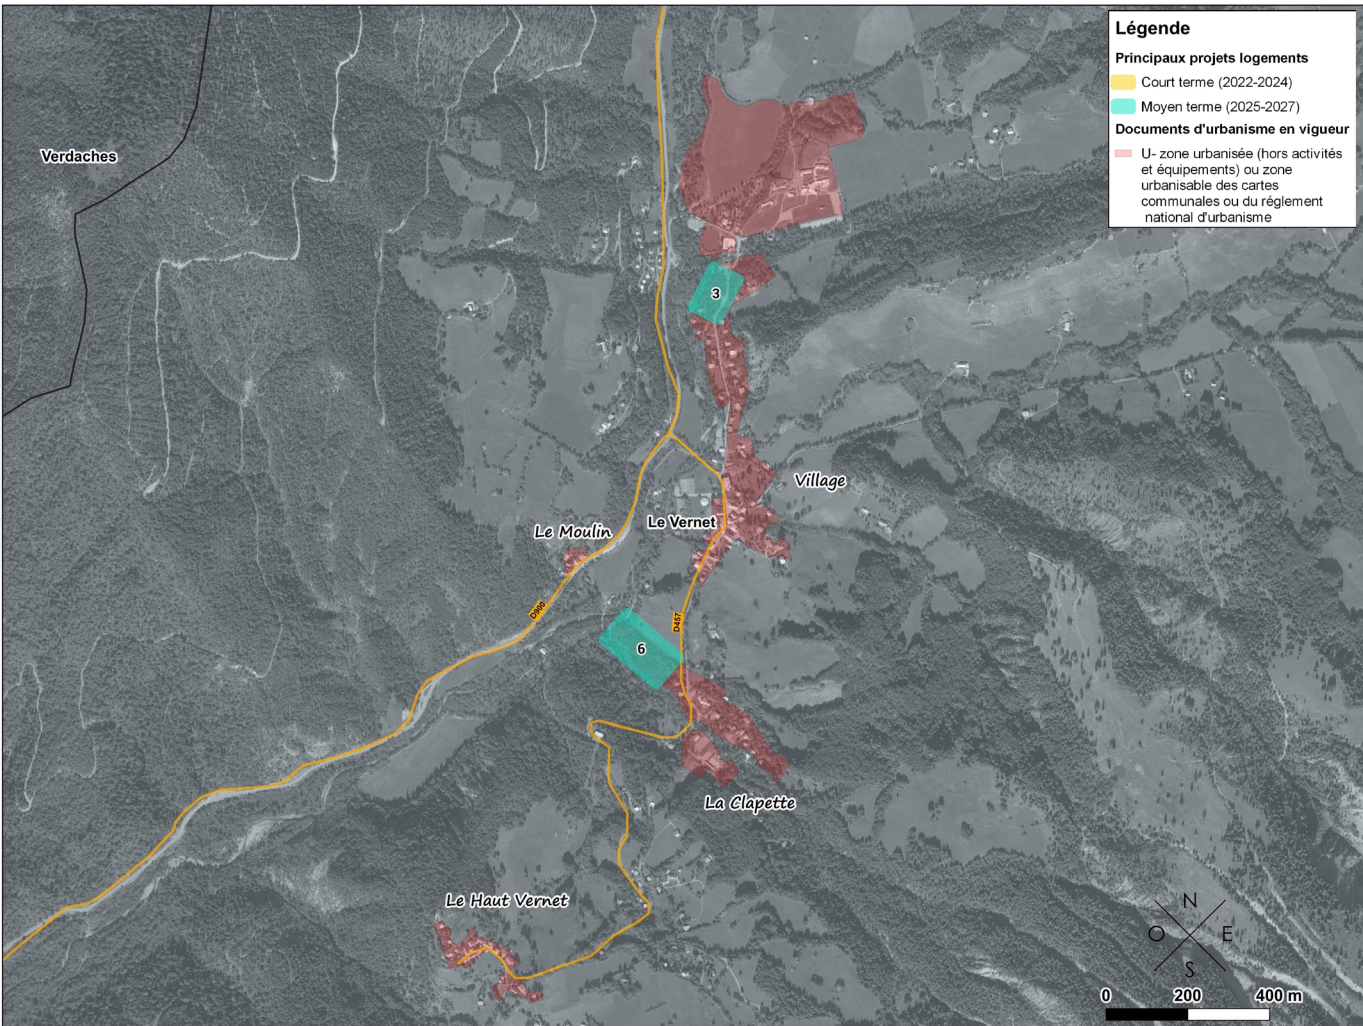 Légende
Principaux projets logements
Court terme (2022-2024)
Moyen terme (2025-2027)
Documents d'urbanisme en vigueur
U- zone urbanisée (hors activités
et équipements) ou zone
urbanisable des cartes
communales ou du réglement
national d'urbanisme
Verdaches
3
Village
Le Moulin
Le Vernet
D900
D457
6
La Clapette
Le Haut Vernet
N
O
E
S
0 200 400 m